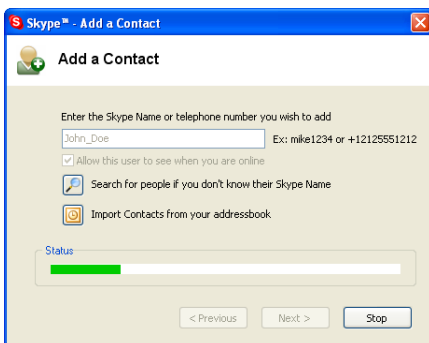 S Skype™ - Add a Contact
Add a Contact
Enter the Skype Name or telephone number you wish to add
John_Doe Ex: mike1234 or +12125551212
Allow this user to see when you are online
Search for people if you don't know their Skype Name
Import Contacts from your addressbook
Status
< Previous Next > Stop